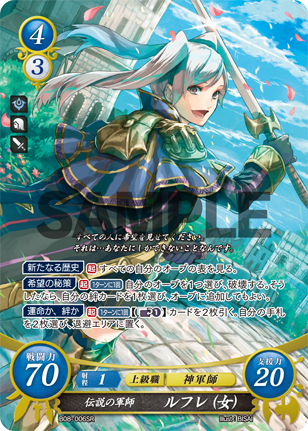 4
3
SAMPLE
すべての人に希望を見せてください。
それは…あなたにしかできないことなんです。
新たなる歴史 起 すべての自分のオーブの表を見る。
希望の秘策 起 1ターンに1回 自分のオーブを1つ選び、破壊する。そうしたなら、自分の絆カードを1枚選び、オーブに追加してもよい。
運命か、絆か 起 1ターンに1回 【 1】 カードを2枚引く。自分の手札を2枚選び、退避エリアに置く。
戦闘力
70
射程 1 上級職 神軍師
支援力
20
伝説の軍師 ルフレ(女)
B08-006SR
Illust: BISAI